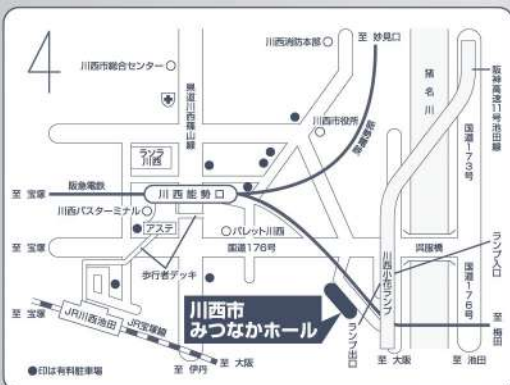 至 妙見口
川西消防本部
川西市総合センター
県道川西篠山線
猪名川
阪神高速11号池田線
国道173号
川西市役所
能勢電鉄
ラソラ
川西
阪急電鉄
至 宝塚
川西能勢口
川西バスターミナル
アステ
パレット川西
至 宝塚
国道176号
呉服橋
ランプ入口
歩行者デッキ
川西小花ランプ
国道176号
川西市
みつなかホール
ランプ出口
至 宝塚
JR川西池田
JR宝塚線
至 大阪
至 伊丹
至 梅田
至 大阪
至 池田
●印は有料駐車場